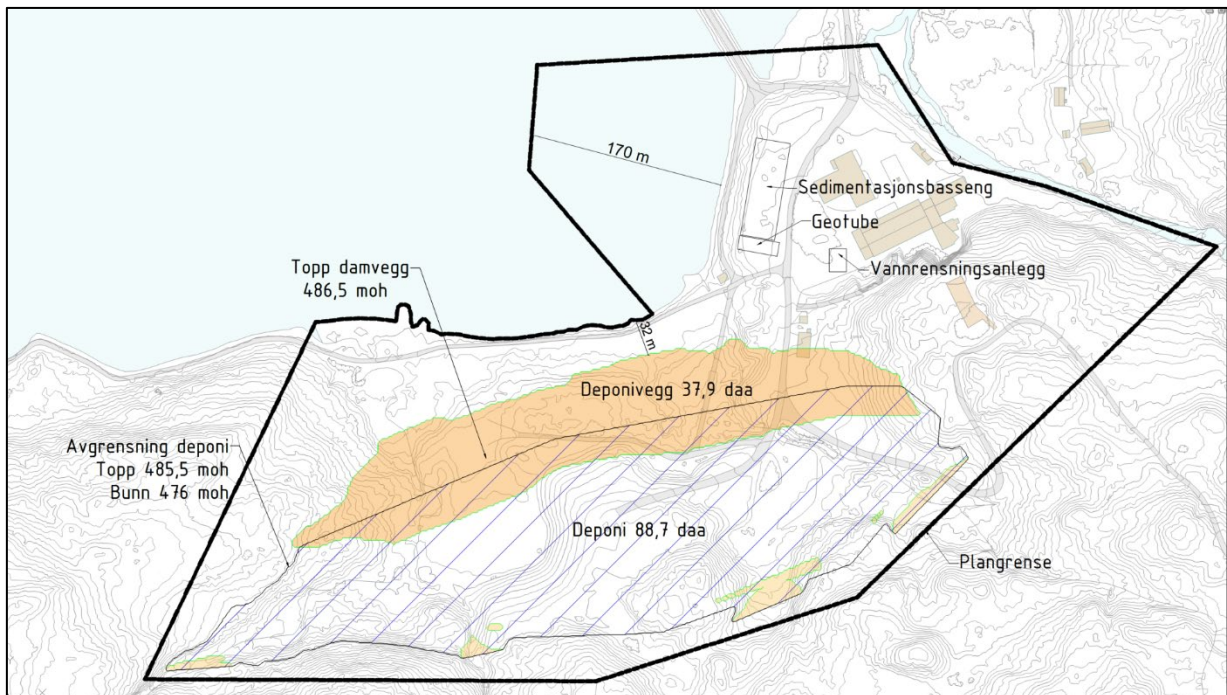 170 m
Sedimentasjonsbasseng
Geotube
Vannrensningsanlegg
Topp damvegg
486,5 moh
32 m
Deponivegg 37,9 daa
Avgrensning deponi
Topp 485,5 moh
Bunn 476 moh
Deponi 88,7 daa
Plangrense